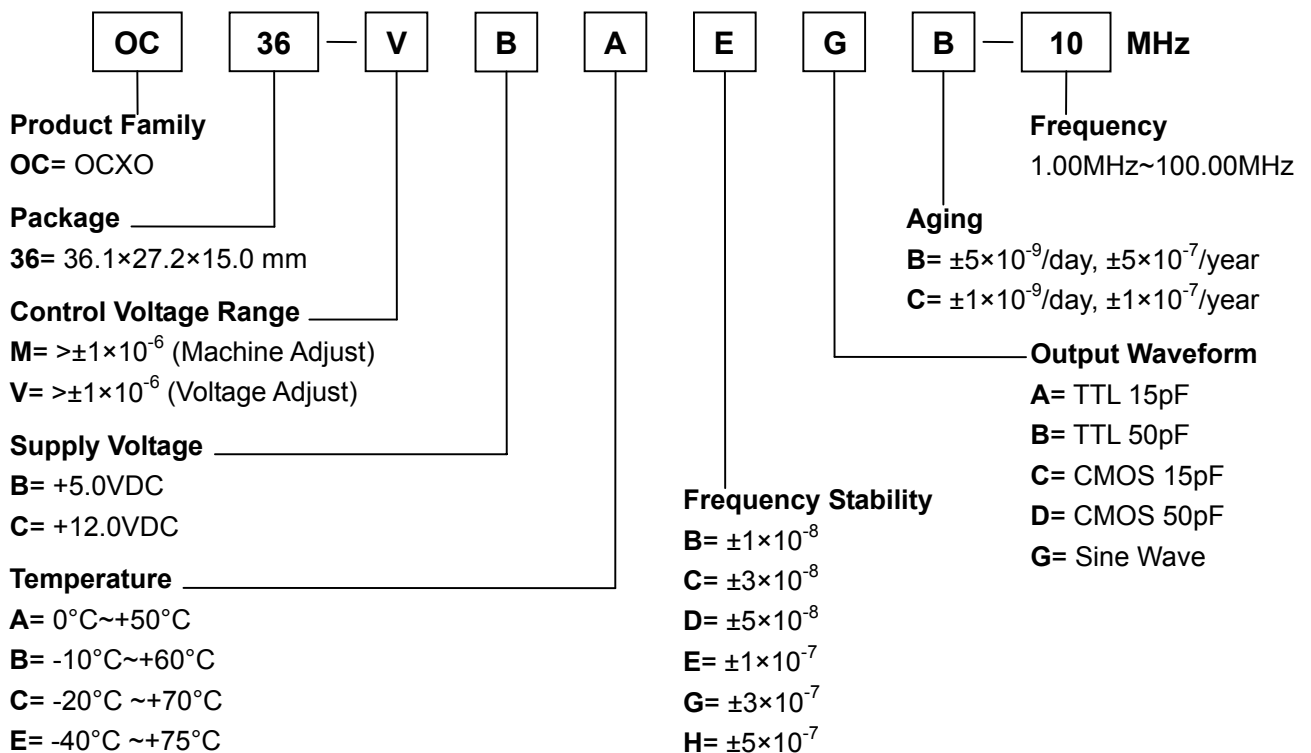 OC 36 — V B A E G B — 10 MHz
Product Family
OC= OCXO
Package
36= 36.1×27.2×15.0 mm
Control Voltage Range
M= >±1×10⁻⁶ (Machine Adjust)
V= >±1×10⁻⁶ (Voltage Adjust)
Supply Voltage
B= +5.0VDC
C= +12.0VDC
Temperature
A= 0°C~+50°C
B= -10°C~+60°C
C= -20°C ~+70°C
E= -40°C ~+75°C
Frequency Stability
B= ±1×10⁻⁸
C= ±3×10⁻⁸
D= ±5×10⁻⁸
E= ±1×10⁻⁷
G= ±3×10⁻⁷
H= ±5×10⁻⁷
Frequency
1.00MHz~100.00MHz
Aging
B= ±5×10⁻⁹/day, ±5×10⁻⁷/year
C= ±1×10⁻⁹/day, ±1×10⁻⁷/year
Output Waveform
A= TTL 15pF
B= TTL 50pF
C= CMOS 15pF
D= CMOS 50pF
G= Sine Wave